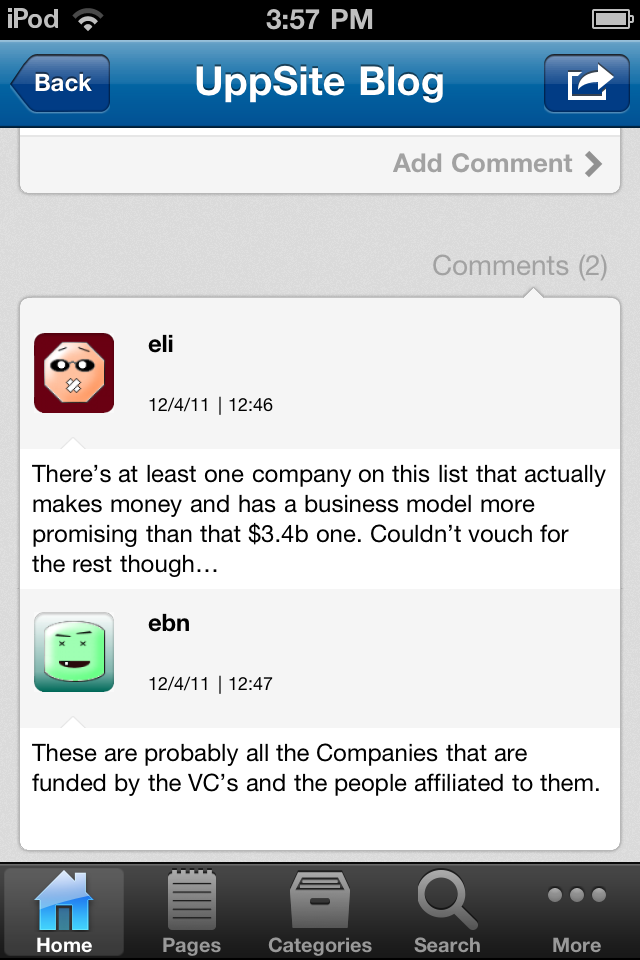 iPod 3:57 PM
Back UppSite Blog
Add Comment
Comments (2)
eli
12/4/11 | 12:46
There’s at least one company on this list that actually
makes money and has a business model more
promising than that $3.4b one. Couldn’t vouch for
the rest though…
ebn
12/4/11 | 12:47
These are probably all the Companies that are
funded by the VC’s and the people affiliated to them.
Home Pages Categories Search More